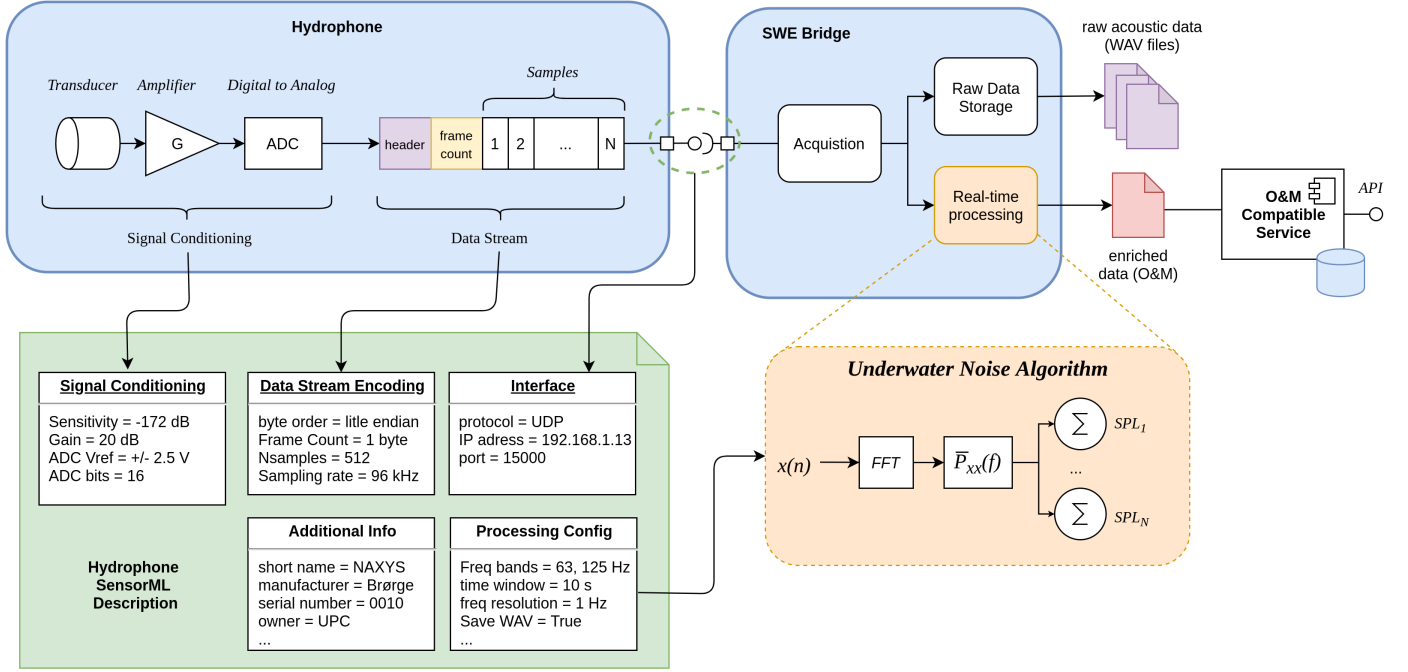 Hydrophone
Transducer
Amplifier
Digital to Analog
Samples
G
ADC
header
frame
count
1
2
...
N
Signal Conditioning
Data Stream
SWE Bridge
Acquistion
Raw Data
Storage
Real-time
processing
raw acoustic data
(WAV files)
enriched
data (O&M)
O&M
Compatible
Service
API
Signal Conditioning
Sensitivity = -172 dB
Gain = 20 dB
ADC Vref = +/- 2.5 V
ADC bits = 16
Data Stream Encoding
byte order = litle endian
Frame Count = 1 byte
Nsamples = 512
Sampling rate = 96 kHz
Interface
protocol = UDP
IP adress = 192.168.1.13
port = 15000
Hydrophone
SensorML
Description
Additional Info
short name = NAXYS
manufacturer = Brørge
serial number = 0010
owner = UPC
...
Processing Config
Freq bands = 63, 125 Hz
time window = 10 s
freq resolution = 1 Hz
Save WAV = True
...
Underwater Noise Algorithm
x(n)
FFT
P̅xx(f)
∑
SPL1
...
∑
SPLN